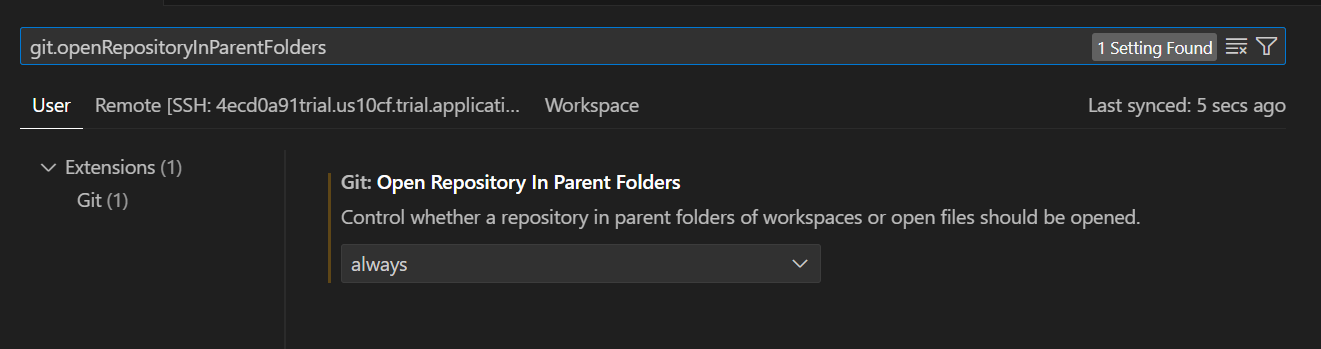 git.openRepositoryInParentFolders
1 Setting Found
User
Remote [SSH: 4ecd0a91trial.us10cf.trial.applicati...
Workspace
Last synced: 5 secs ago
Extensions (1)
Git (1)
Git: Open Repository In Parent Folders
Control whether a repository in parent folders of workspaces or open files should be opened.
always